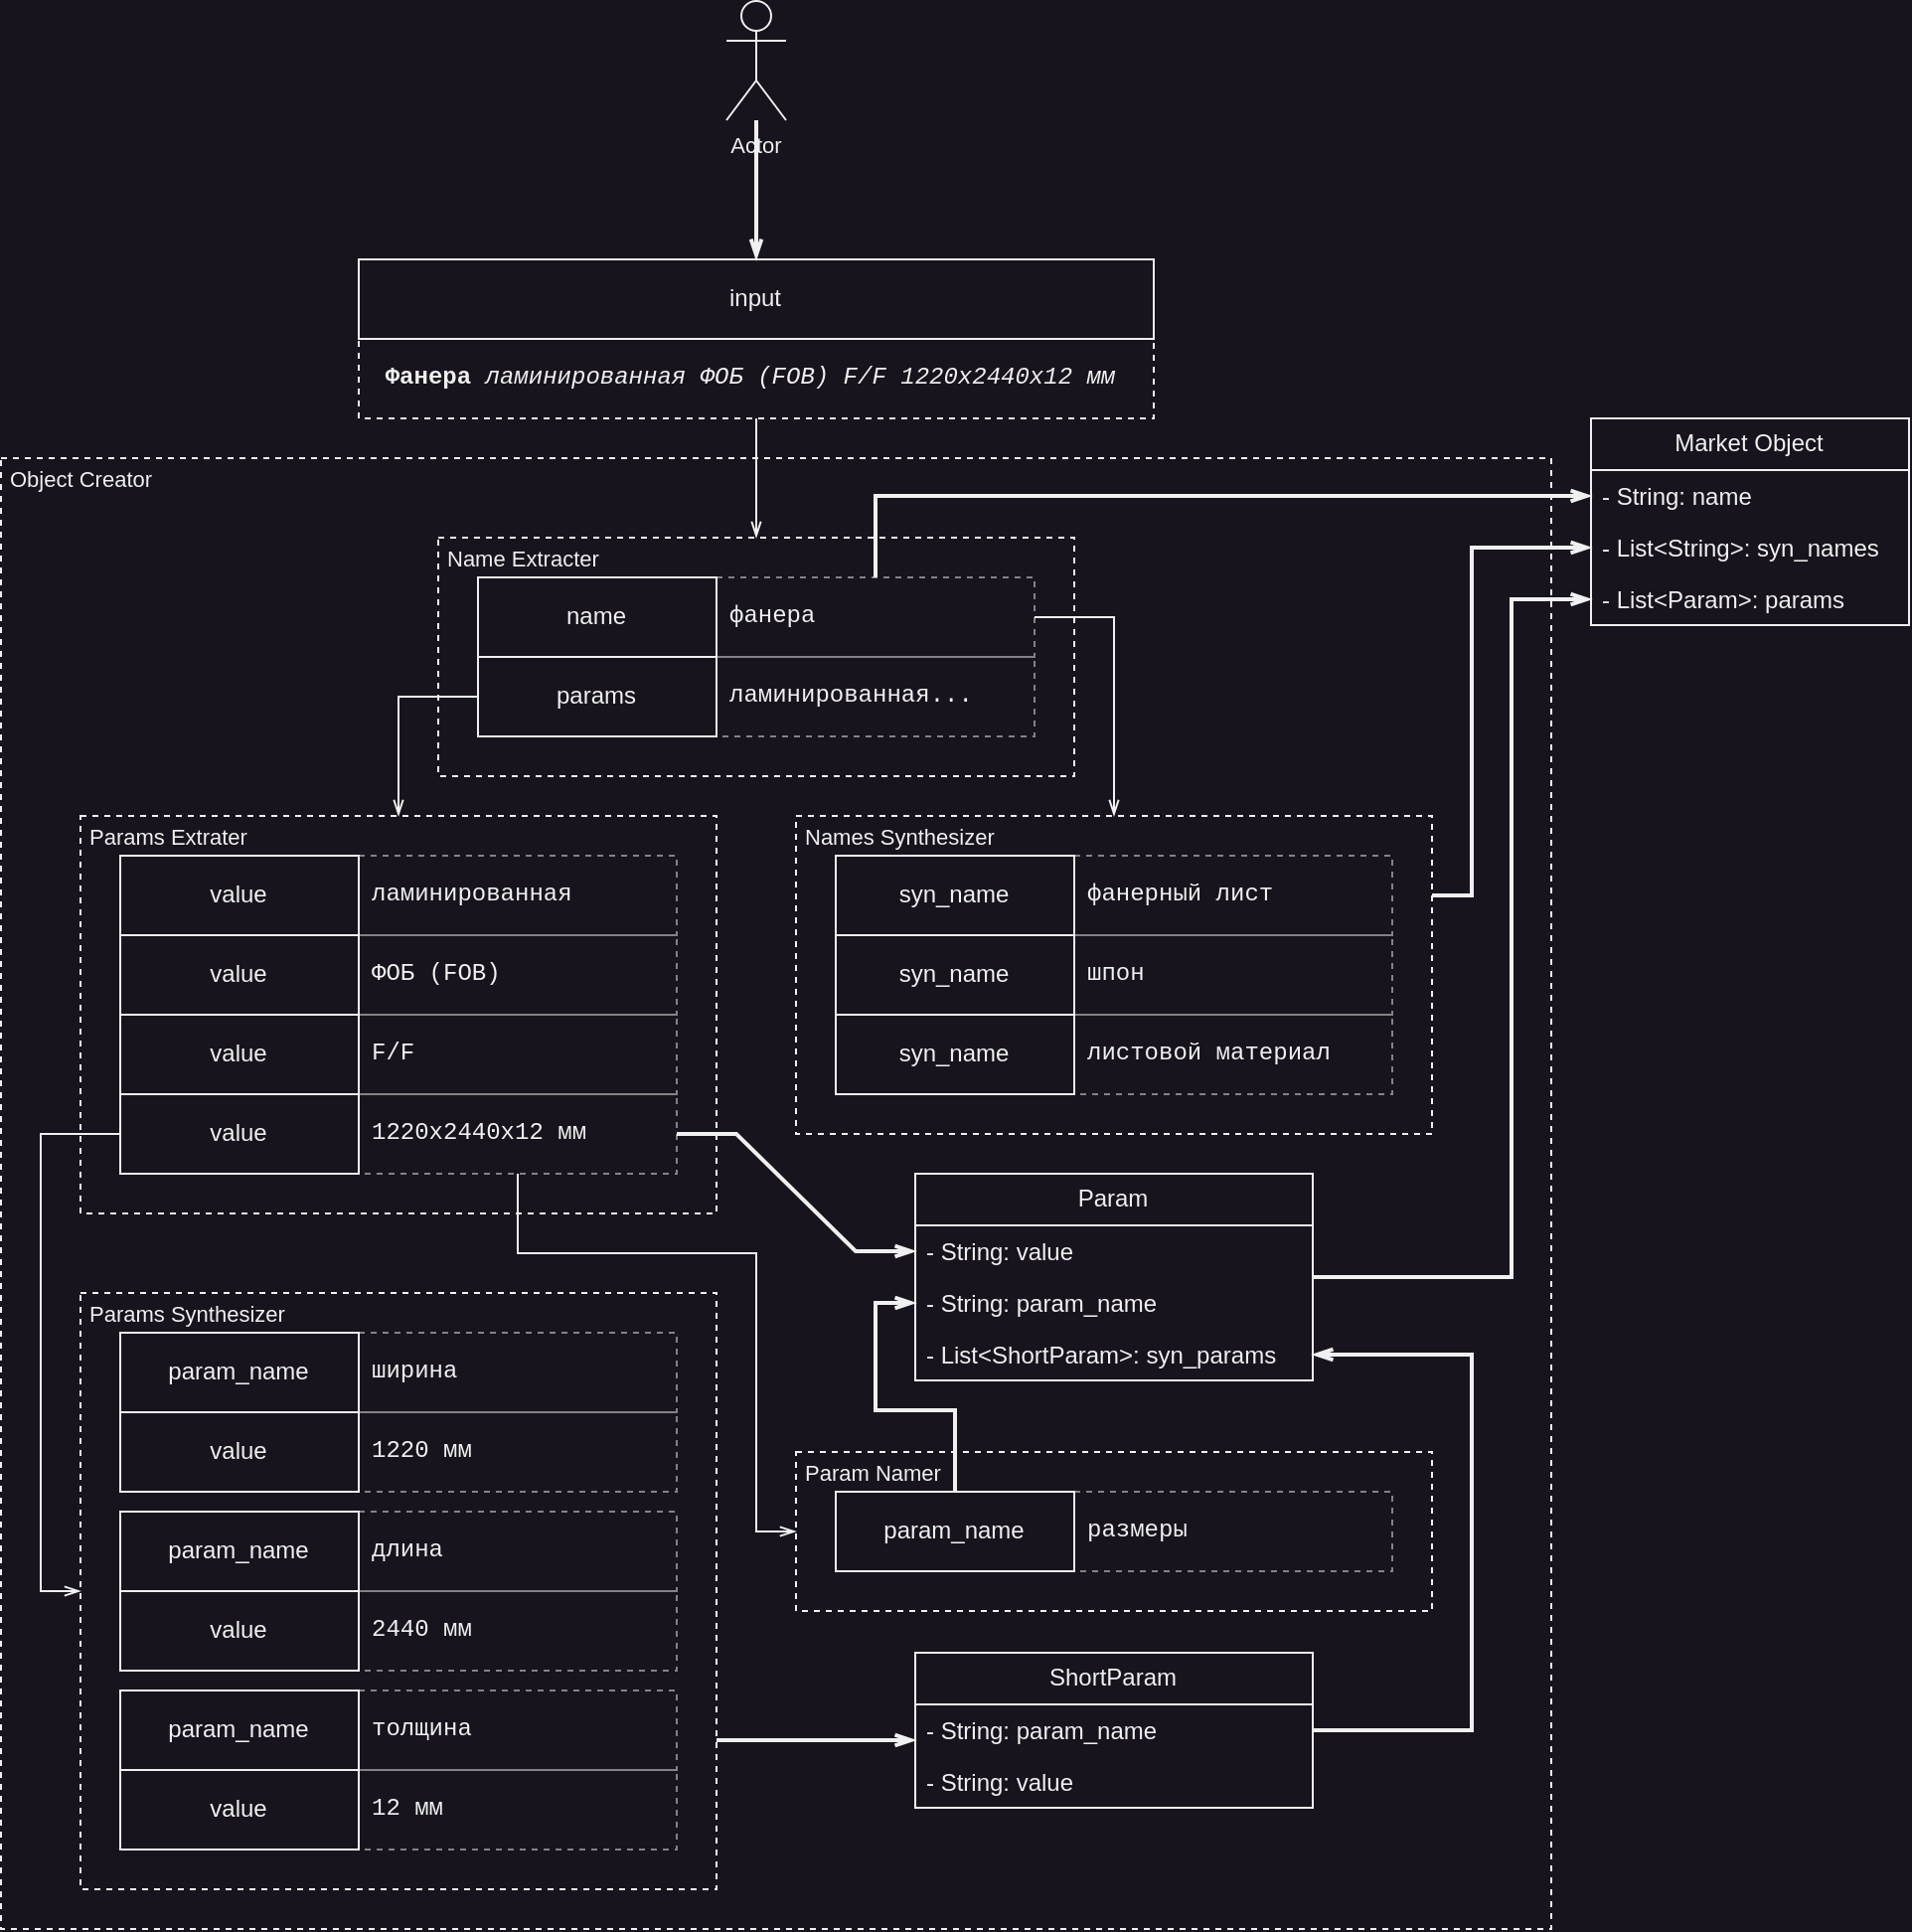 Actor
input
Фанера ламинированная ФОБ (FOB) F/F 1220x2440x12 мм
Market Object
- String: name
- List<String>: syn_names
- List<Param>: params
Object Creator
Name Extracter
name
фанера
params
ламинированная...
Params Extrater
value
ламинированная
value
ФОБ (FOB)
value
F/F
value
1220x2440x12 мм
Names Synthesizer
syn_name
фанерный лист
syn_name
шпон
syn_name
листовой материал
Param
- String: value
- String: param_name
- List<ShortParam>: syn_params
Params Synthesizer
param_name
ширина
value
1220 мм
param_name
длина
value
2440 мм
param_name
толщина
value
12 мм
Param Namer
param_name
размеры
ShortParam
- String: param_name
- String: value